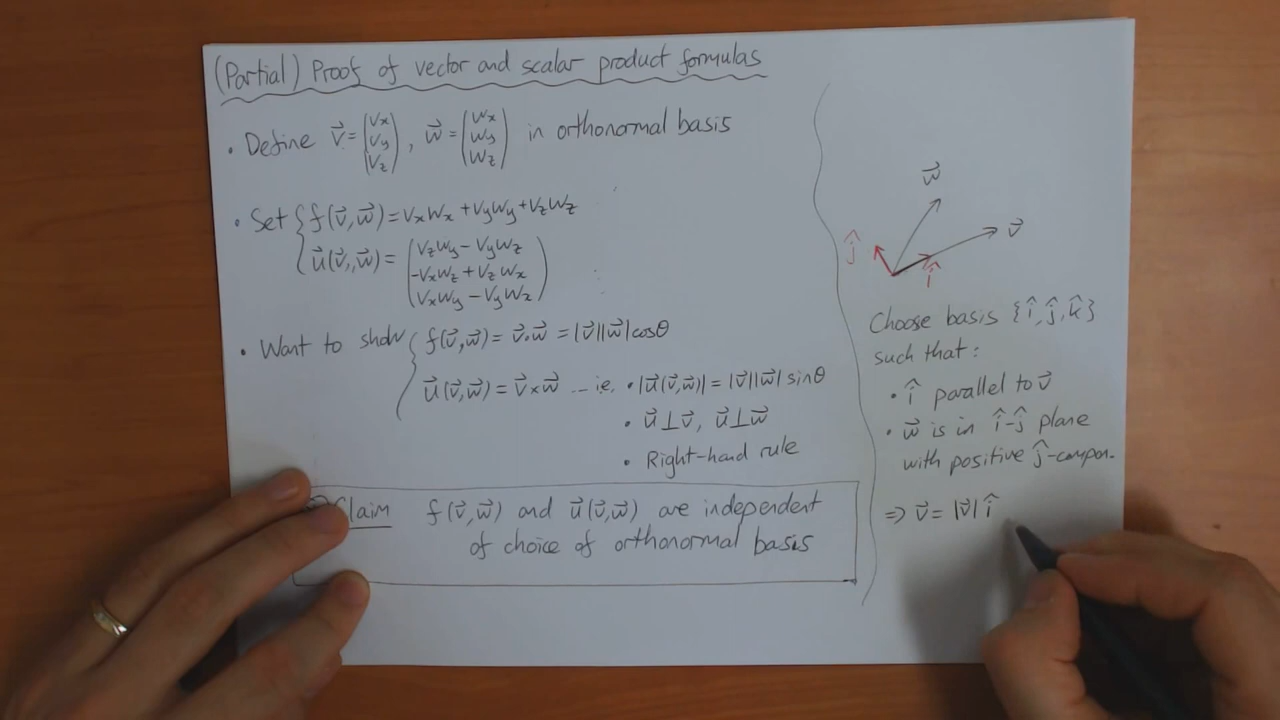 (Partial) Proof of vector and scalar product formulas
• Define v⃗ = (vx vy vz), w⃗ = (wx wy wz) in orthonormal basis
• Set { f(v⃗,w⃗) = vxwx + vywy + vzwz
u⃗(v⃗,w⃗) = ( vzwy - vywz
-vxwz + vzwx
vxwy - vywx )
• Want to show { f(v⃗,w⃗) = v⃗·w⃗ = |v⃗||w⃗|cosθ
u⃗(v⃗,w⃗) = v⃗×w⃗ ... i.e. • |u⃗(v⃗,w⃗)| = |v⃗||w⃗| sinθ
• u⃗⊥v⃗, u⃗⊥w⃗
• Right-hand rule
Claim f(v⃗,w⃗) and u⃗(v⃗,w⃗) are independent
of choice of orthonormal basis
w⃗
v⃗
ĵ
î
Choose basis {î,ĵ,k̂}
such that:
• î parallel to v⃗
• w⃗ is in î-ĵ plane
with positive ĵ-compon.
⇒ v⃗ = |v⃗| î